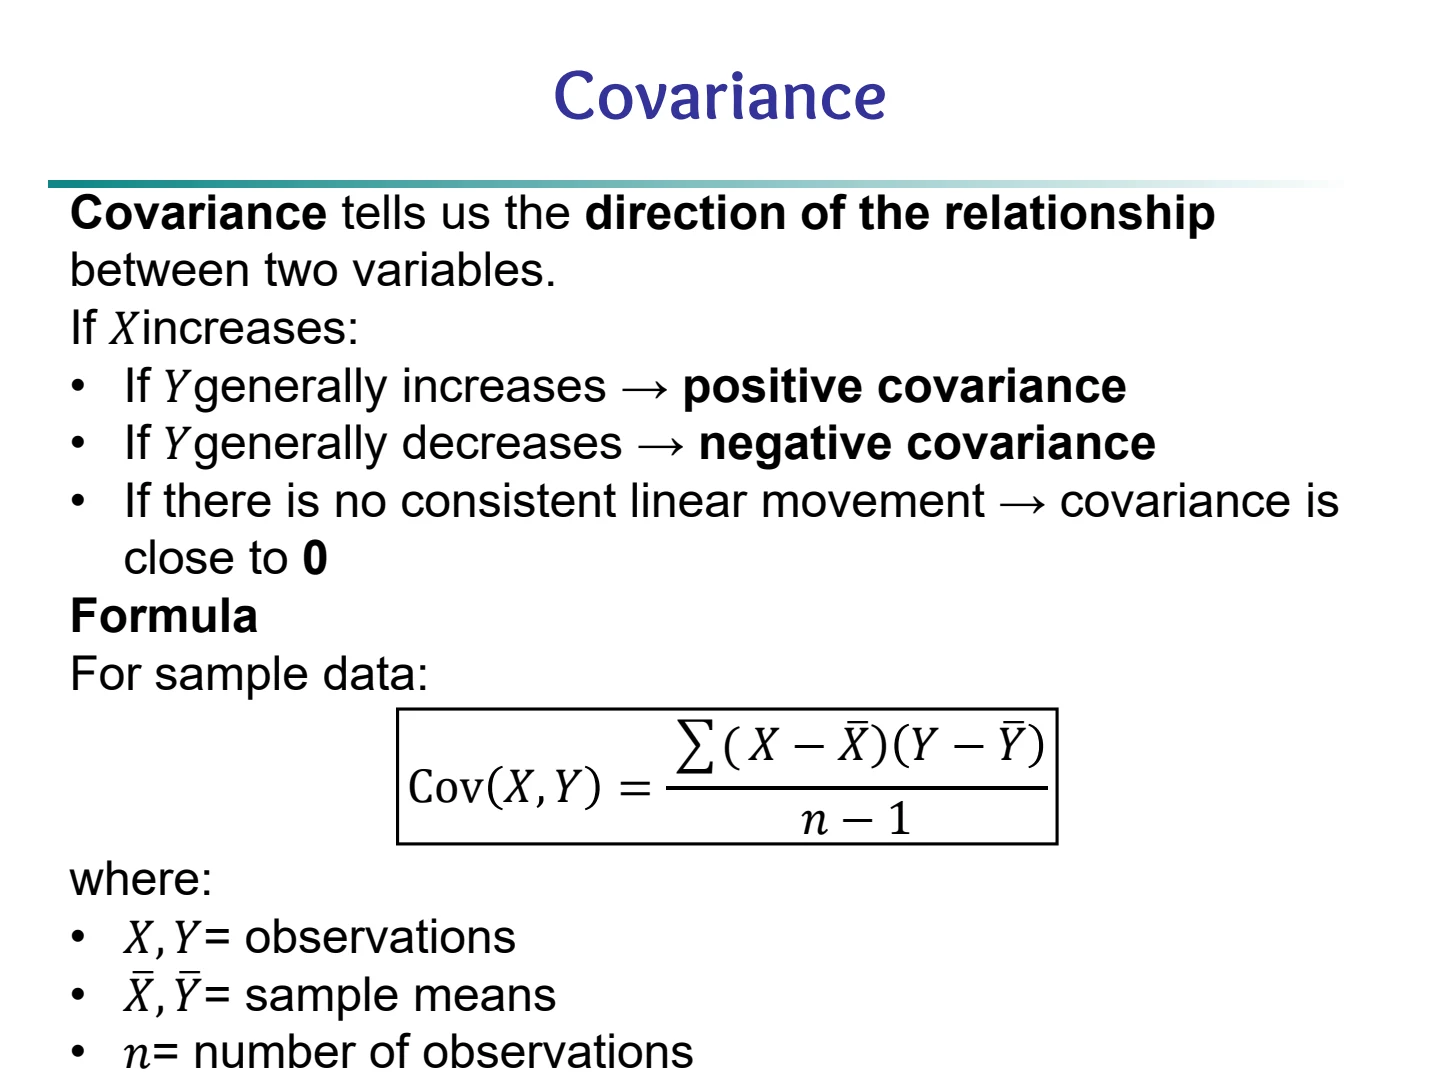 Covariance
Covariance tells us the direction of the relationship
between two variables.
If X increases:
• If Y generally increases → positive covariance
• If Y generally decreases → negative covariance
• If there is no consistent linear movement → covariance is
close to 0
Formula
For sample data:
Cov(X, Y) = ∑(X − X̄)(Y − Ȳ) / n − 1
where:
• X, Y = observations
• X̄, Ȳ = sample means
• n = number of observations